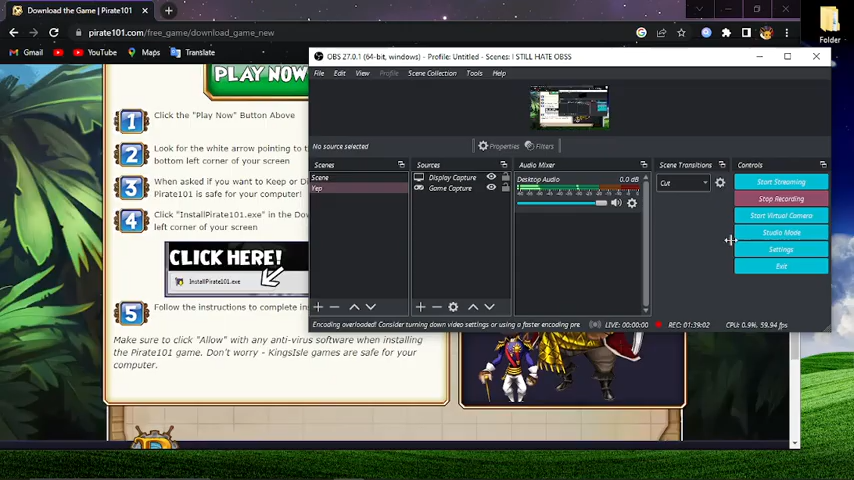 Download the Game | Pirate101
pirate101.com/free_game/download_new
Gmail
YouTube
Maps
Translate
Folder
PLAY NOW
1 Click the "Play Now" Button Above
2 Look for the white arrow pointing to
bottom left corner of your screen
3 When asked if you want to Keep or Di
Pirate101 is safe for your computer!
4 Click "InstallPirate101.exe" in the Dow
left corner of your screen
CLICK HERE!
InstallPirate101.exe
5 Follow the instructions to complete in
Make sure to click "Allow" with any anti-virus software when installing
the Pirate101 game. Don't worry - KingsIsle games are safe for your
computer.
OBS 27.0.1 (64-bit, windows) - Profile: Untitled - Scenes: I STILL HATE OBSS
File Edit View Profile Scene Collection Tools Help
No source selected
Properties
Filters
Scenes
Scene
Yep
Sources
Display Capture
Game Capture
Audio Mixer
Desktop Audio
0.0 dB
Scene Transitions
Cut
Controls
Start Streaming
Stop Recording
Start Virtual Camera
Studio Mode
Settings
Exit
Encoding overloaded! Consider turning down video settings or using a faster encoding pre
LIVE: 00:00:00
REC: 01:39:02
CPU: 0.9%, 59.94 fps